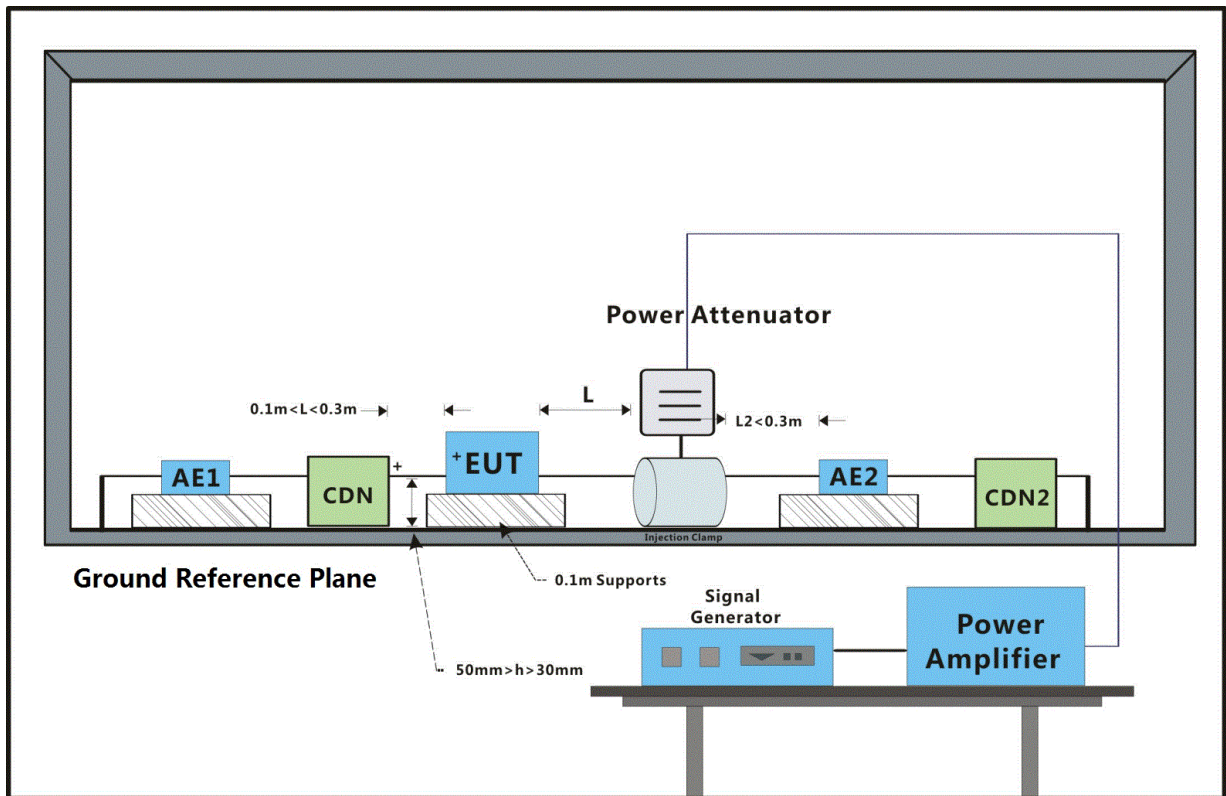 Power Attenuator
0.1m<L<0.3m
L
L2<0.3m
AE1
CDN
+
+EUT
AE2
CDN2
Injection Clamp
Ground Reference Plane
0.1m Supports
50mm>h>30mm
Signal
Generator
Power
Amplifier